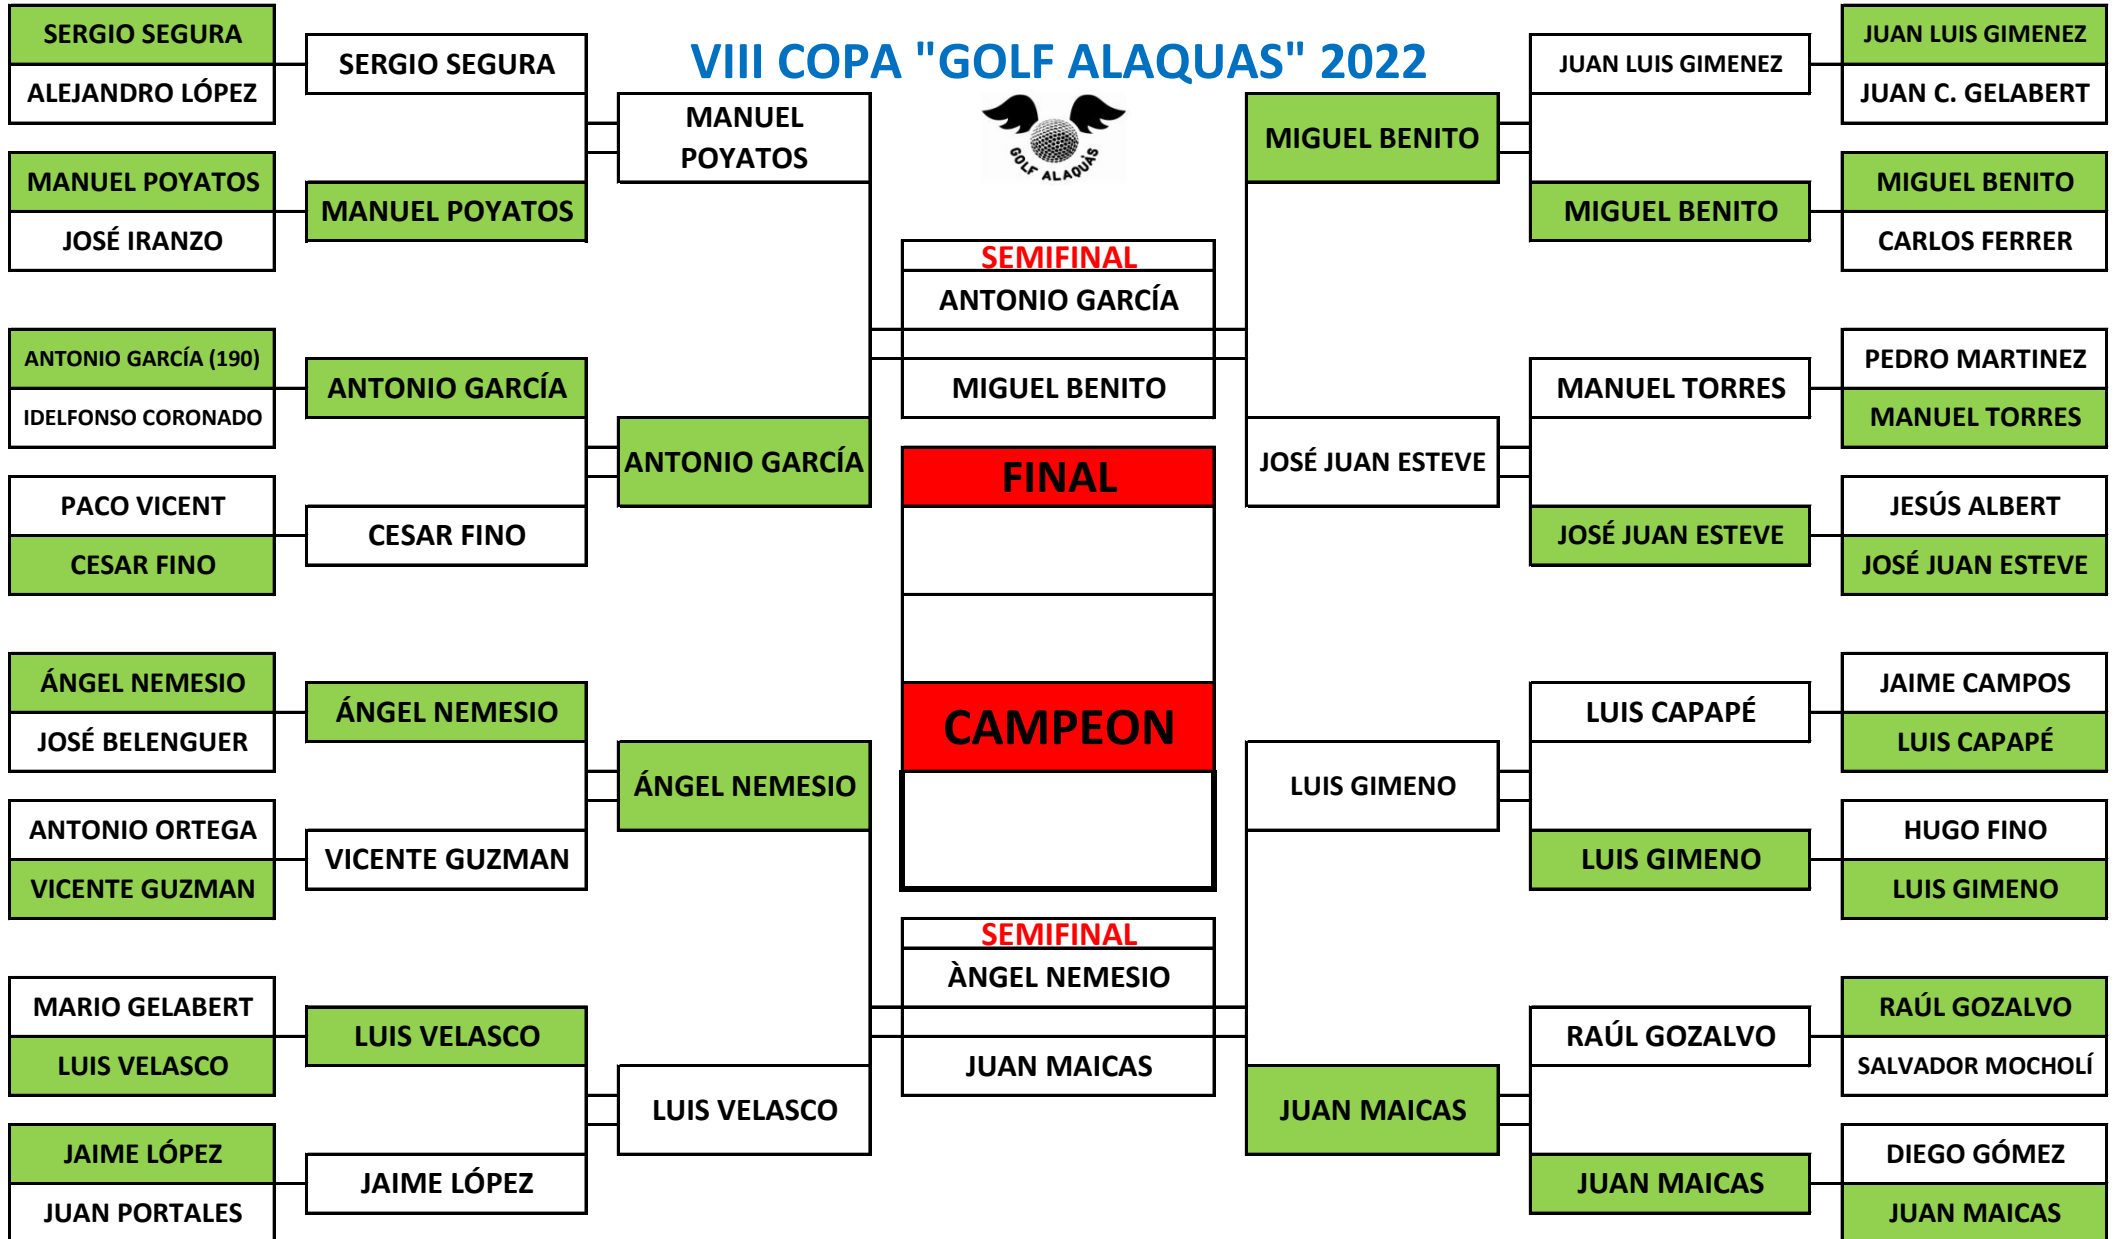 VIII COPA "GOLF ALAQUAS" 2022
GOLF ALAQUÀS
SERGIO SEGURA
ALEJANDRO LÓPEZ
MANUEL POYATOS
JOSÉ IRANZO
ANTONIO GARCÍA (190)
IDELFONSO CORONADO
PACO VICENT
CESAR FINO
ÁNGEL NEMESIO
JOSÉ BELENGUER
ANTONIO ORTEGA
VICENTE GUZMAN
MARIO GELABERT
LUIS VELASCO
JAIME LÓPEZ
JUAN PORTALES
SERGIO SEGURA
MANUEL POYATOS
ANTONIO GARCÍA
CESAR FINO
ÁNGEL NEMESIO
VICENTE GUZMAN
LUIS VELASCO
JAIME LÓPEZ
MANUEL
POYATOS
ANTONIO GARCÍA
ÁNGEL NEMESIO
LUIS VELASCO
SEMIFINAL
ANTONIO GARCÍA
MIGUEL BENITO
FINAL
CAMPEON
SEMIFINAL
ÀNGEL NEMESIO
JUAN MAICAS
MIGUEL BENITO
JOSÉ JUAN ESTEVE
LUIS GIMENO
JUAN MAICAS
JUAN LUIS GIMENEZ
MIGUEL BENITO
MANUEL TORRES
JOSÉ JUAN ESTEVE
LUIS CAPAPÉ
LUIS GIMENO
RAÚL GOZALVO
JUAN MAICAS
JUAN LUIS GIMENEZ
JUAN C. GELABERT
MIGUEL BENITO
CARLOS FERRER
PEDRO MARTINEZ
MANUEL TORRES
JESÚS ALBERT
JOSÉ JUAN ESTEVE
JAIME CAMPOS
LUIS CAPAPÉ
HUGO FINO
LUIS GIMENO
RAÚL GOZALVO
SALVADOR MOCHOLÍ
DIEGO GÓMEZ
JUAN MAICAS